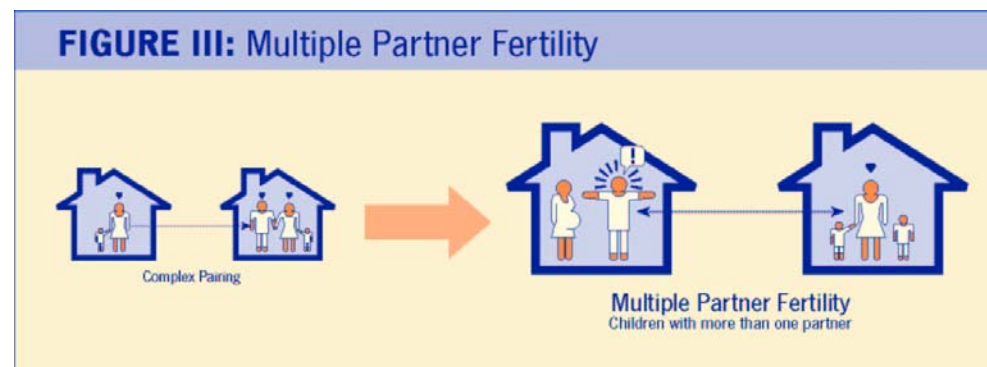 FIGURE III: Multiple Partner Fertility
!
Complex Pairing
Multiple Partner Fertility
Children with more than one partner